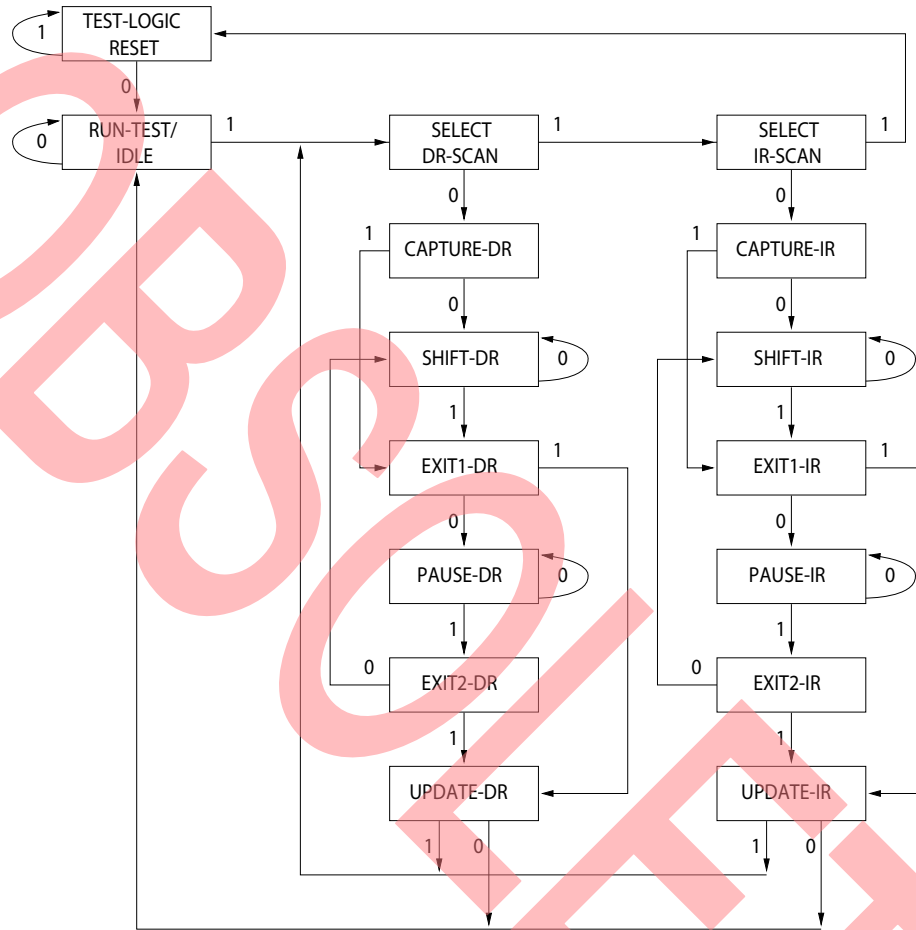 TEST-LOGIC
RESET
1
0
RUN-TEST/
IDLE
0
1
SELECT
DR-SCAN
1
SELECT
IR-SCAN
1
0
0
1
CAPTURE-DR
1
CAPTURE-IR
0
0
SHIFT-DR
0
SHIFT-IR
0
1
1
EXIT1-DR
1
EXIT1-IR
1
0
0
PAUSE-DR
0
PAUSE-IR
0
1
1
0
EXIT2-DR
0
EXIT2-IR
1
1
UPDATE-DR
UPDATE-IR
1
0
1
0
OBSOLET